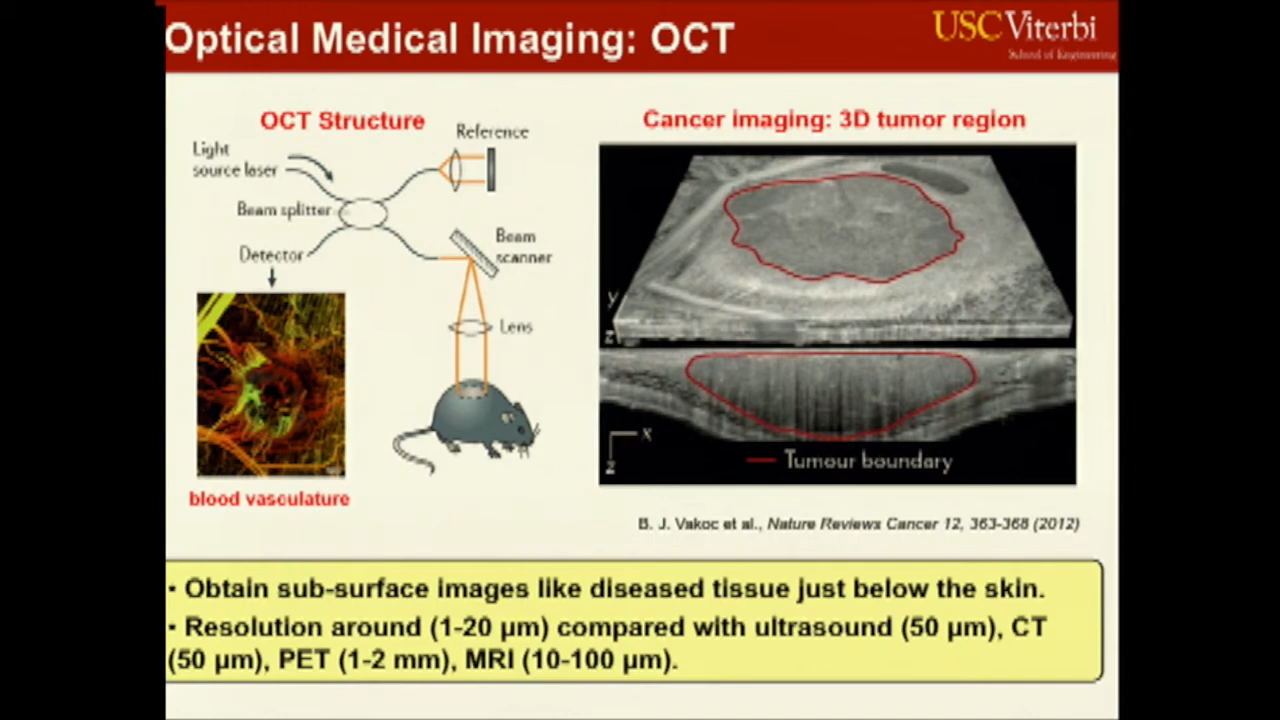 Optical Medical Imaging: OCT
USC Viterbi
School of Engineering
OCT Structure
Light
source laser
Beam splitter
Detector
Reference
Beam
scanner
Lens
blood vasculature
Cancer imaging: 3D tumor region
y
z
x
z
Tumour boundary
B. J. Vakoc et al., Nature Reviews Cancer 12, 363-368 (2012)
• Obtain sub-surface images like diseased tissue just below the skin.
• Resolution around (1-20 µm) compared with ultrasound (50 µm), CT
(50 µm), PET (1-2 mm), MRI (10-100 µm).